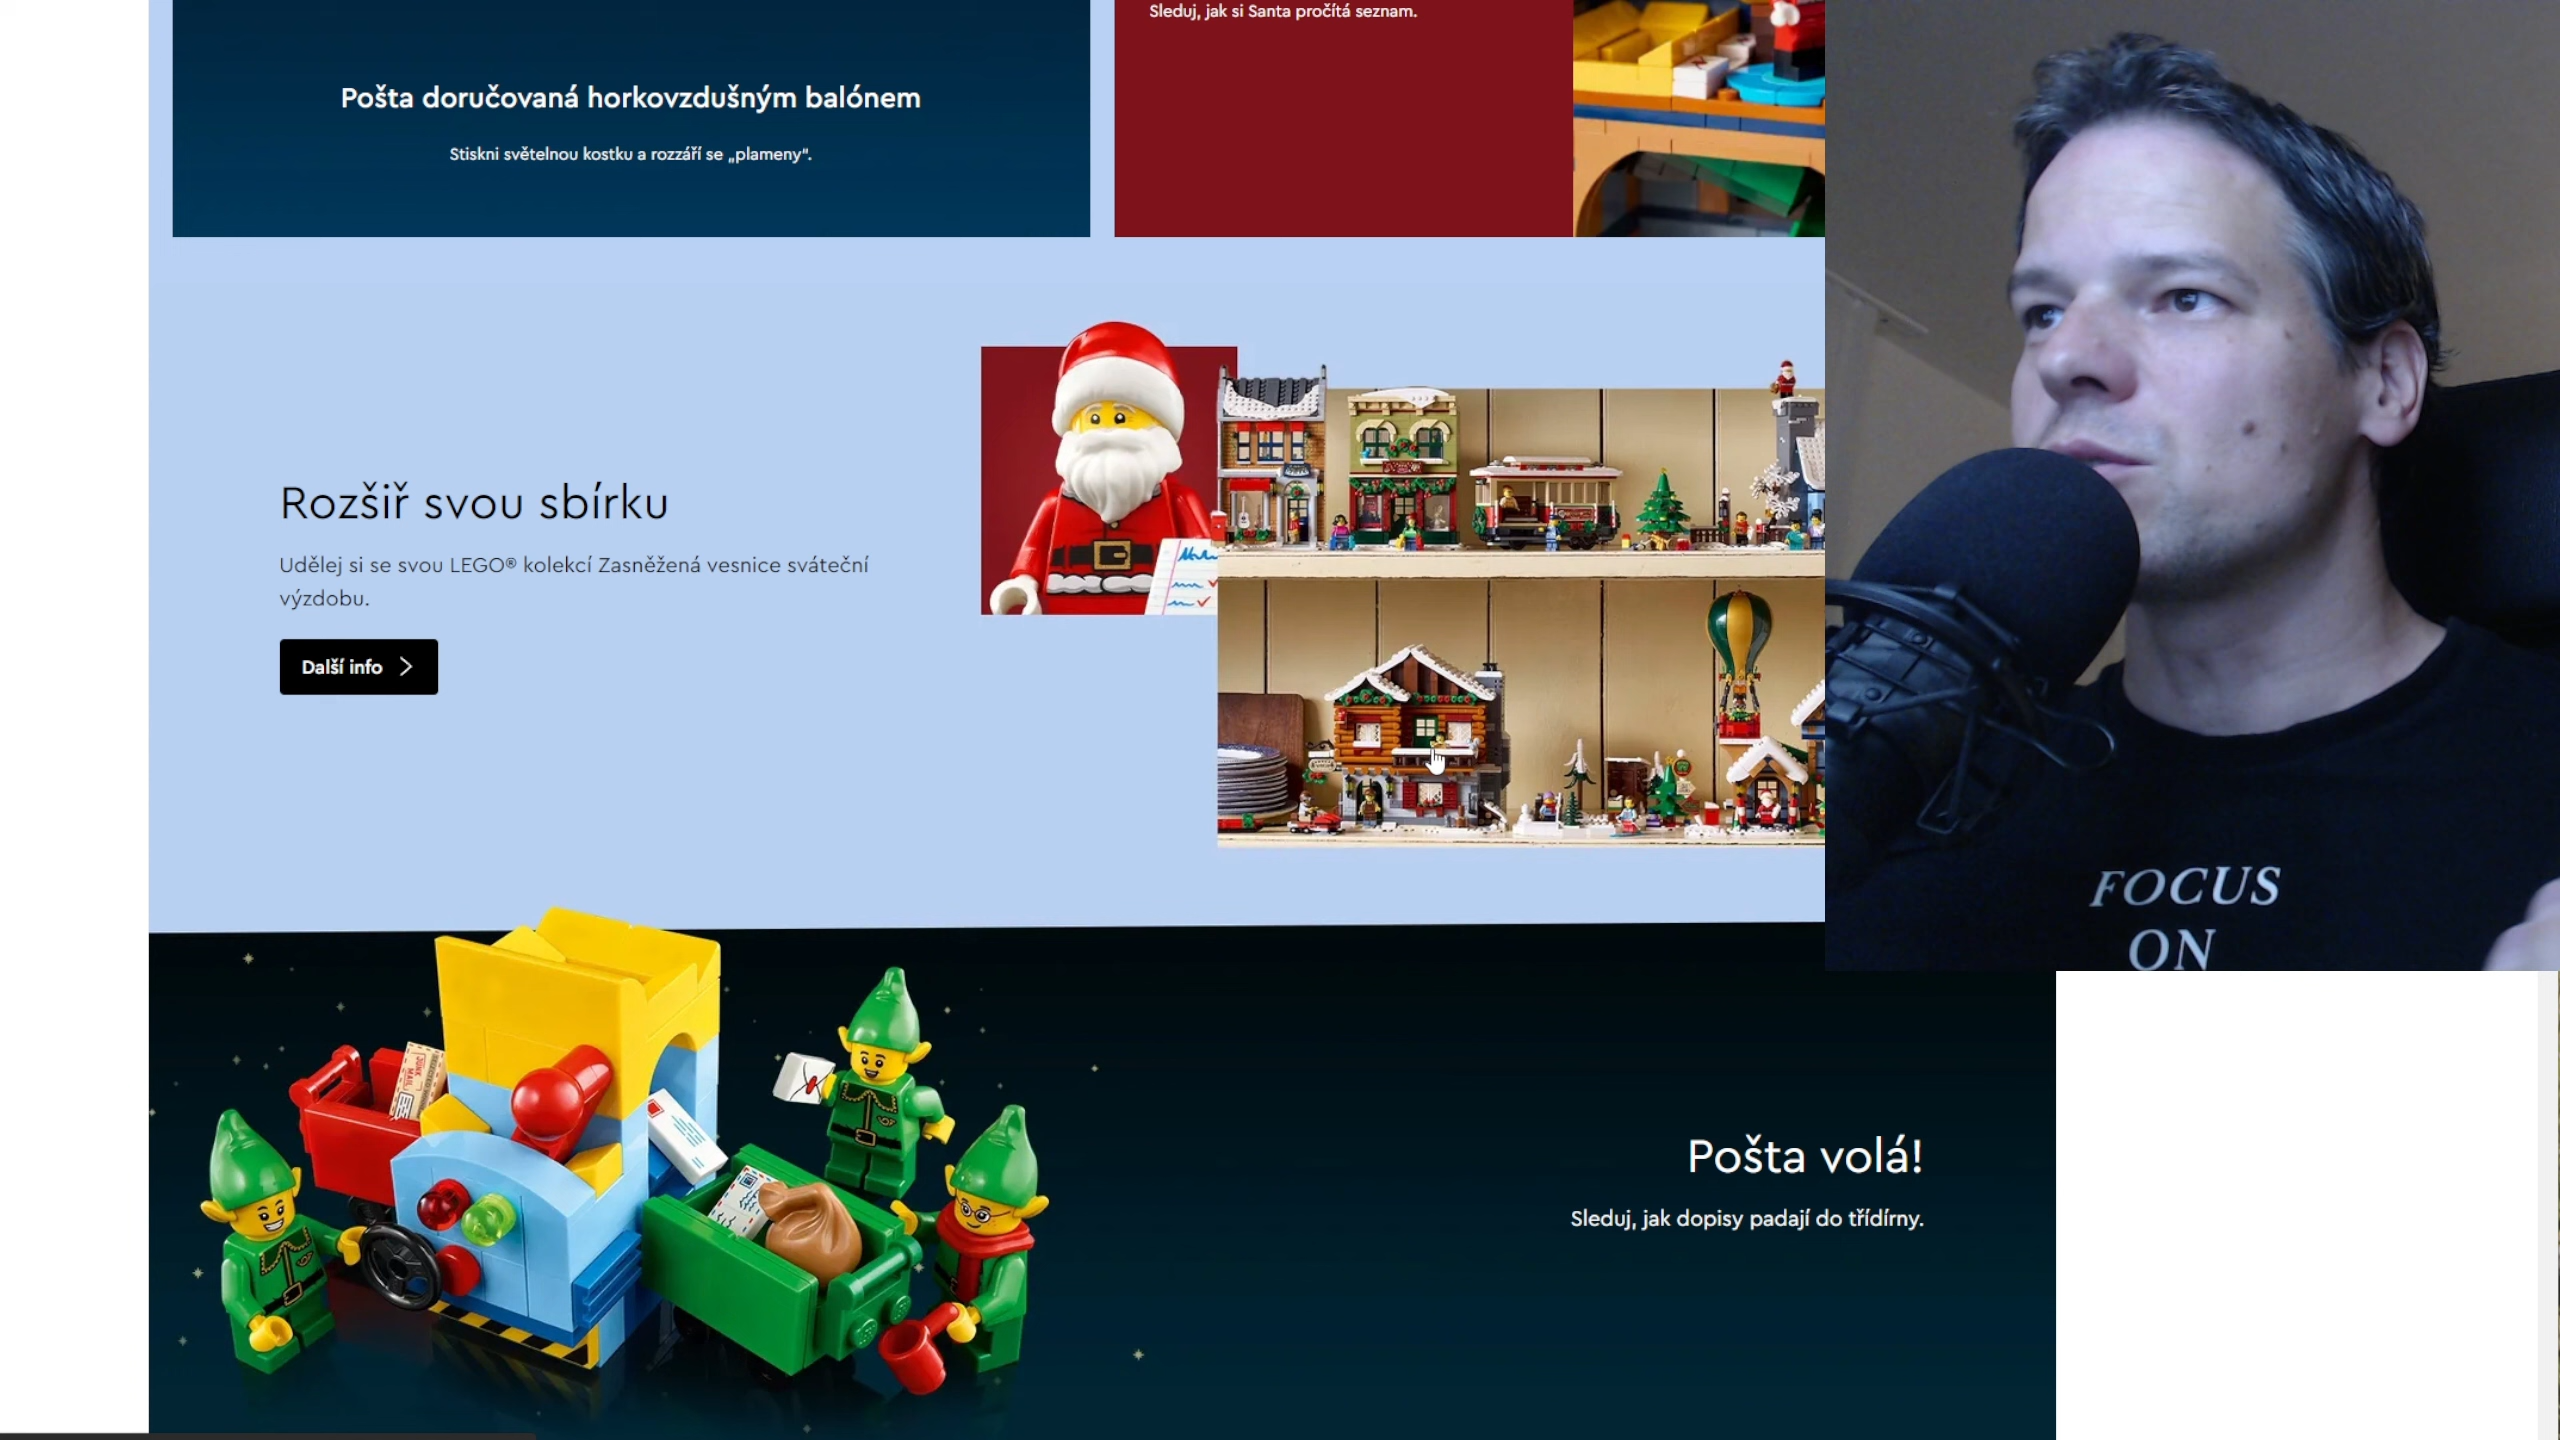 Sleduj, jak si Santa pročítá seznam.
Pošta doručovaná horkovzdušným balónem
Stiskni světelnou kostku a rozzáří se „plameny“.
Rozšiř svou sbírku
Udělej si se svou LEGO® kolekcí Zasněžená vesnice sváteční
výzdobu.
Další info
FOCUS
ON
JUNK
MAIL
Pošta volá!
Sleduj, jak dopisy padají do třídírny.